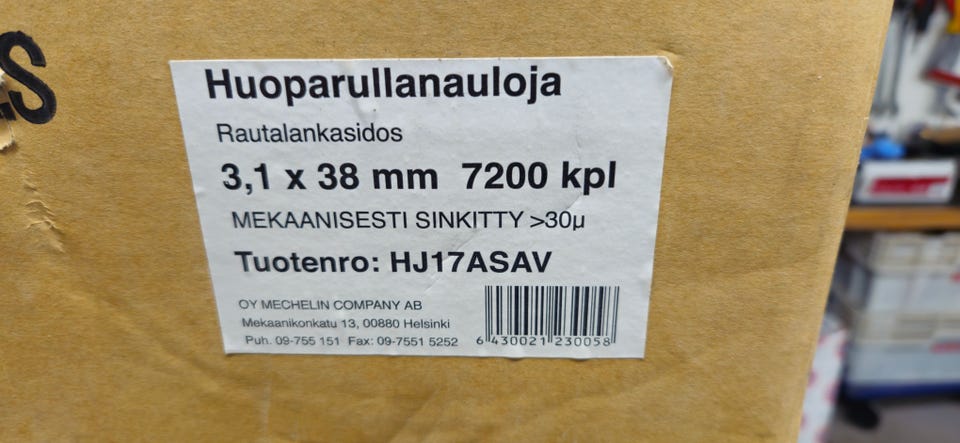 Huoparullanauloja
Rautalankasidos
3,1 x 38 mm 7200 kpl
MEKAANISESTI SINKITTY >30µ
Tuotenro: HJ17ASAV
OY MECHELIN COMPANY AB
Mekaanikonkatu 13, 00880 Helsinki
Puh. 09-755 151 Fax: 09-7551 5252
6 430021 230058